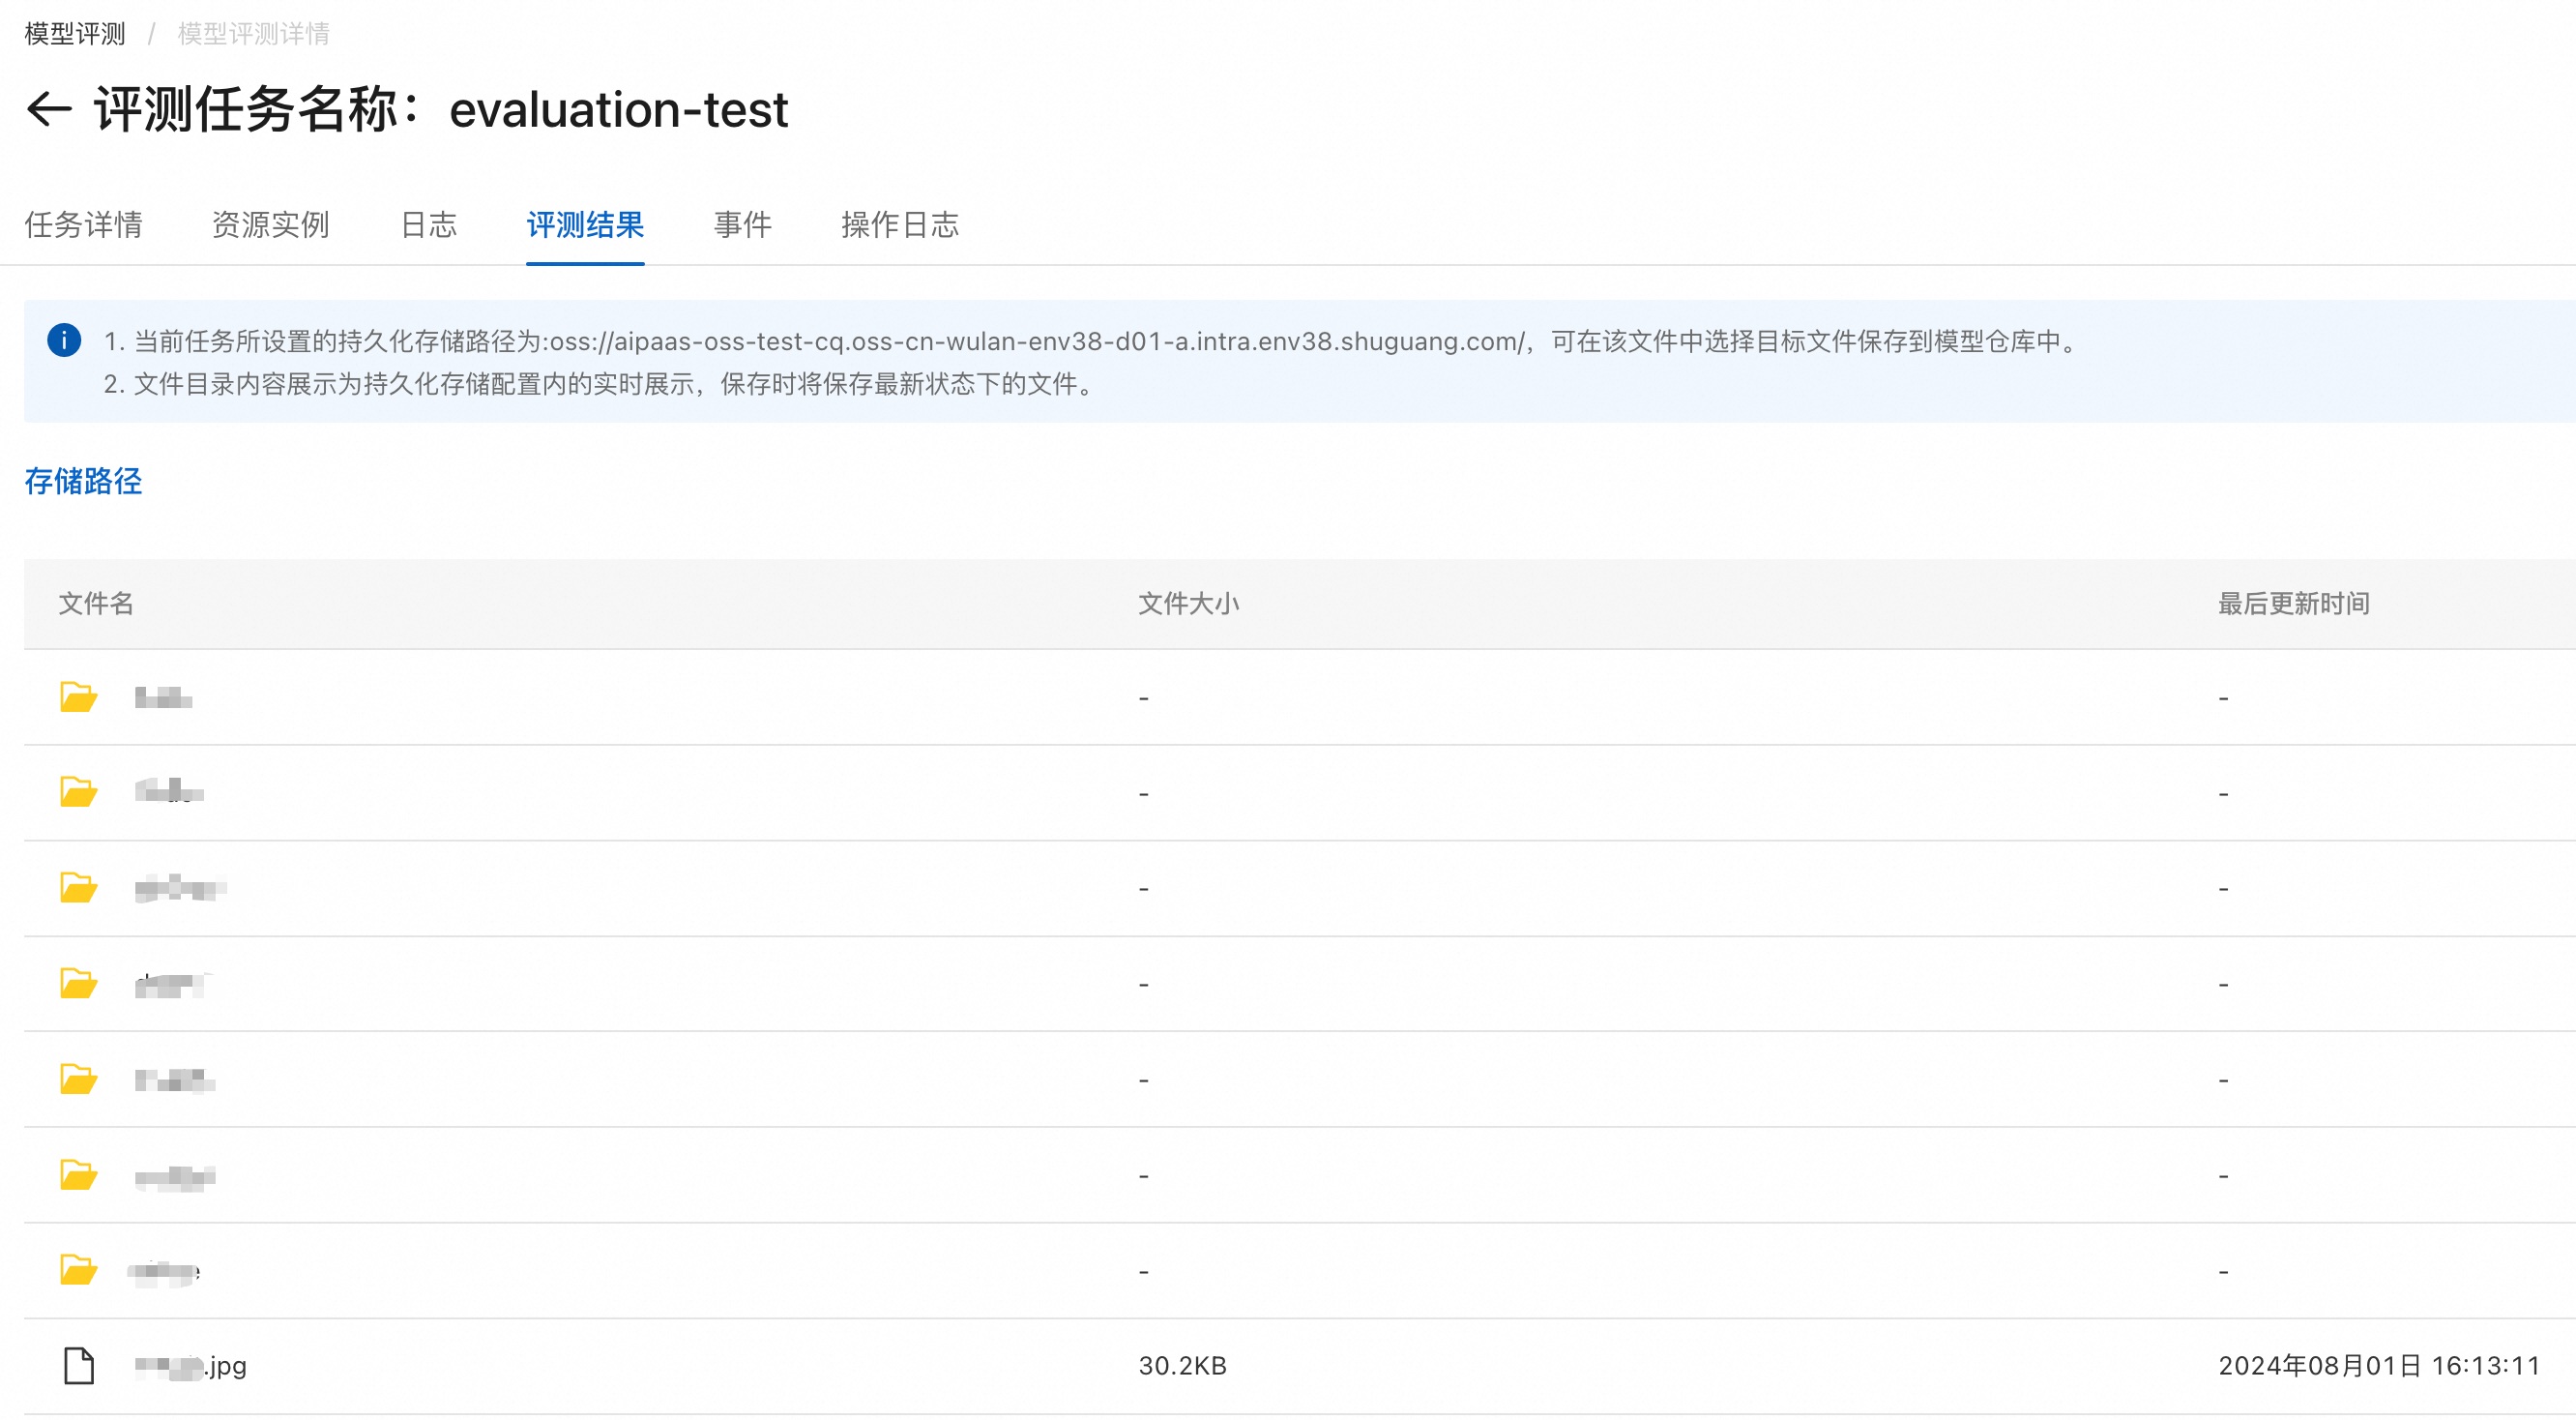 模型评测 / 模型评测详情
评测任务名称：evaluation-test
任务详情 资源实例 日志 评测结果 事件 操作日志
1. 当前任务所设置的持久化存储路径为:oss://aipaas-oss-test-cq.oss-cn-wulan-env38-d01-a.intra.env38.shuguang.com/，可在该文件中选择目标文件保存到模型仓库中。
2. 文件目录内容展示为持久化存储配置内的实时展示，保存时将保存最新状态下的文件。
存储路径
文件名 文件大小 最后更新时间
- -
- -
- -
- -
- -
- -
- -
.jpg 30.2KB 2024年08月01日 16:13:11